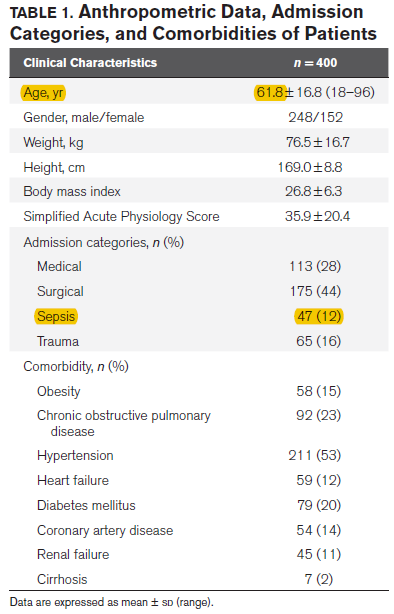 TABLE 1. Anthropometric Data, Admission
Categories, and Comorbidities of Patients
Clinical Characteristics n = 400
Age, yr 61.8 ± 16.8 (18–96)
Gender, male/female 248/152
Weight, kg 76.5 ± 16.7
Height, cm 169.0 ± 8.8
Body mass index 26.8 ± 6.3
Simplified Acute Physiology Score 35.9 ± 20.4
Admission categories, n (%)
Medical 113 (28)
Surgical 175 (44)
Sepsis 47 (12)
Trauma 65 (16)
Comorbidity, n (%)
Obesity 58 (15)
Chronic obstructive pulmonary 92 (23)
disease
Hypertension 211 (53)
Heart failure 59 (12)
Diabetes mellitus 79 (20)
Coronary artery disease 54 (14)
Renal failure 45 (11)
Cirrhosis 7 (2)
Data are expressed as mean ± SD (range).